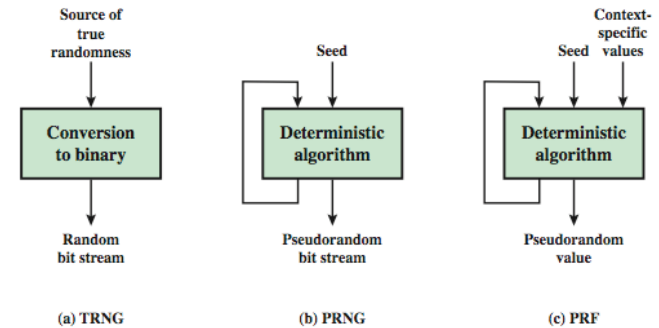 Source of
true
randomness
Conversion
to binary
Random
bit stream
(a) TRNG
Seed
Deterministic
algorithm
Pseudorandom
bit stream
(b) PRNG
Context-
specific
values
Seed
Deterministic
algorithm
Pseudorandom
value
(c) PRF